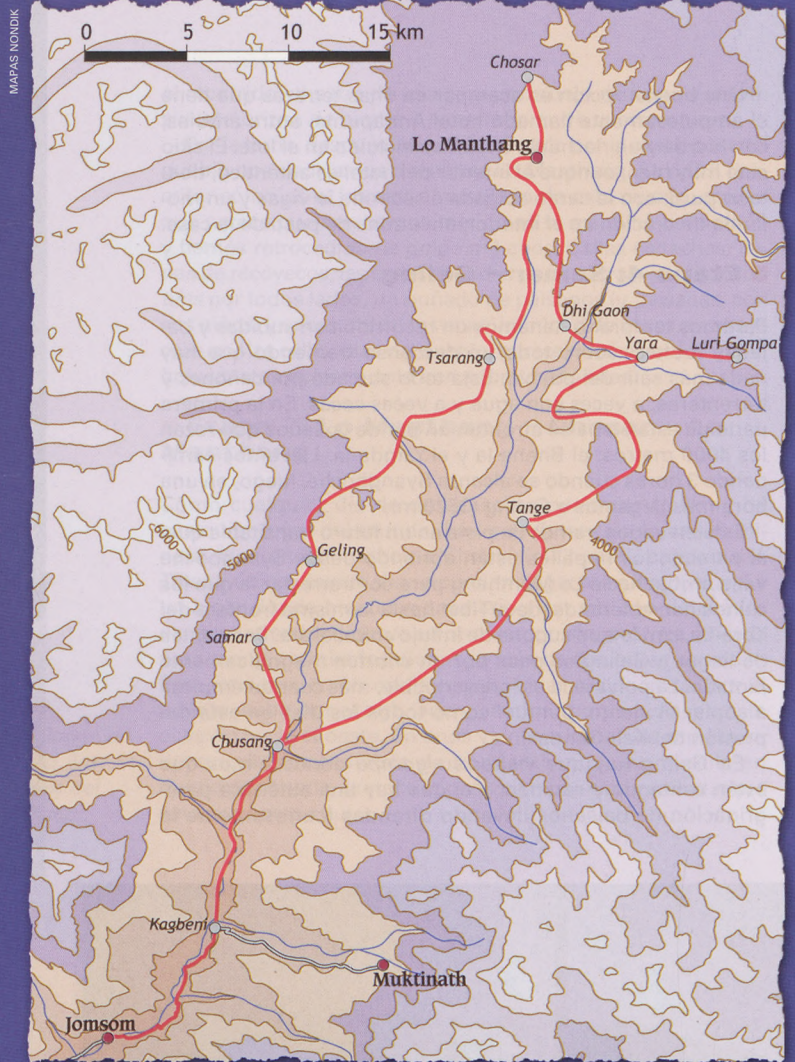 MAPAS NONDIK
0 5 10 15 km
Chosar
Lo Manthang
Dhi Gaon
Yara
Luri Gompa
Tsarang
Tange
6000
5000
4000
Geling
Samar
Chusang
Kagbeni
Muktinath
Jomsom